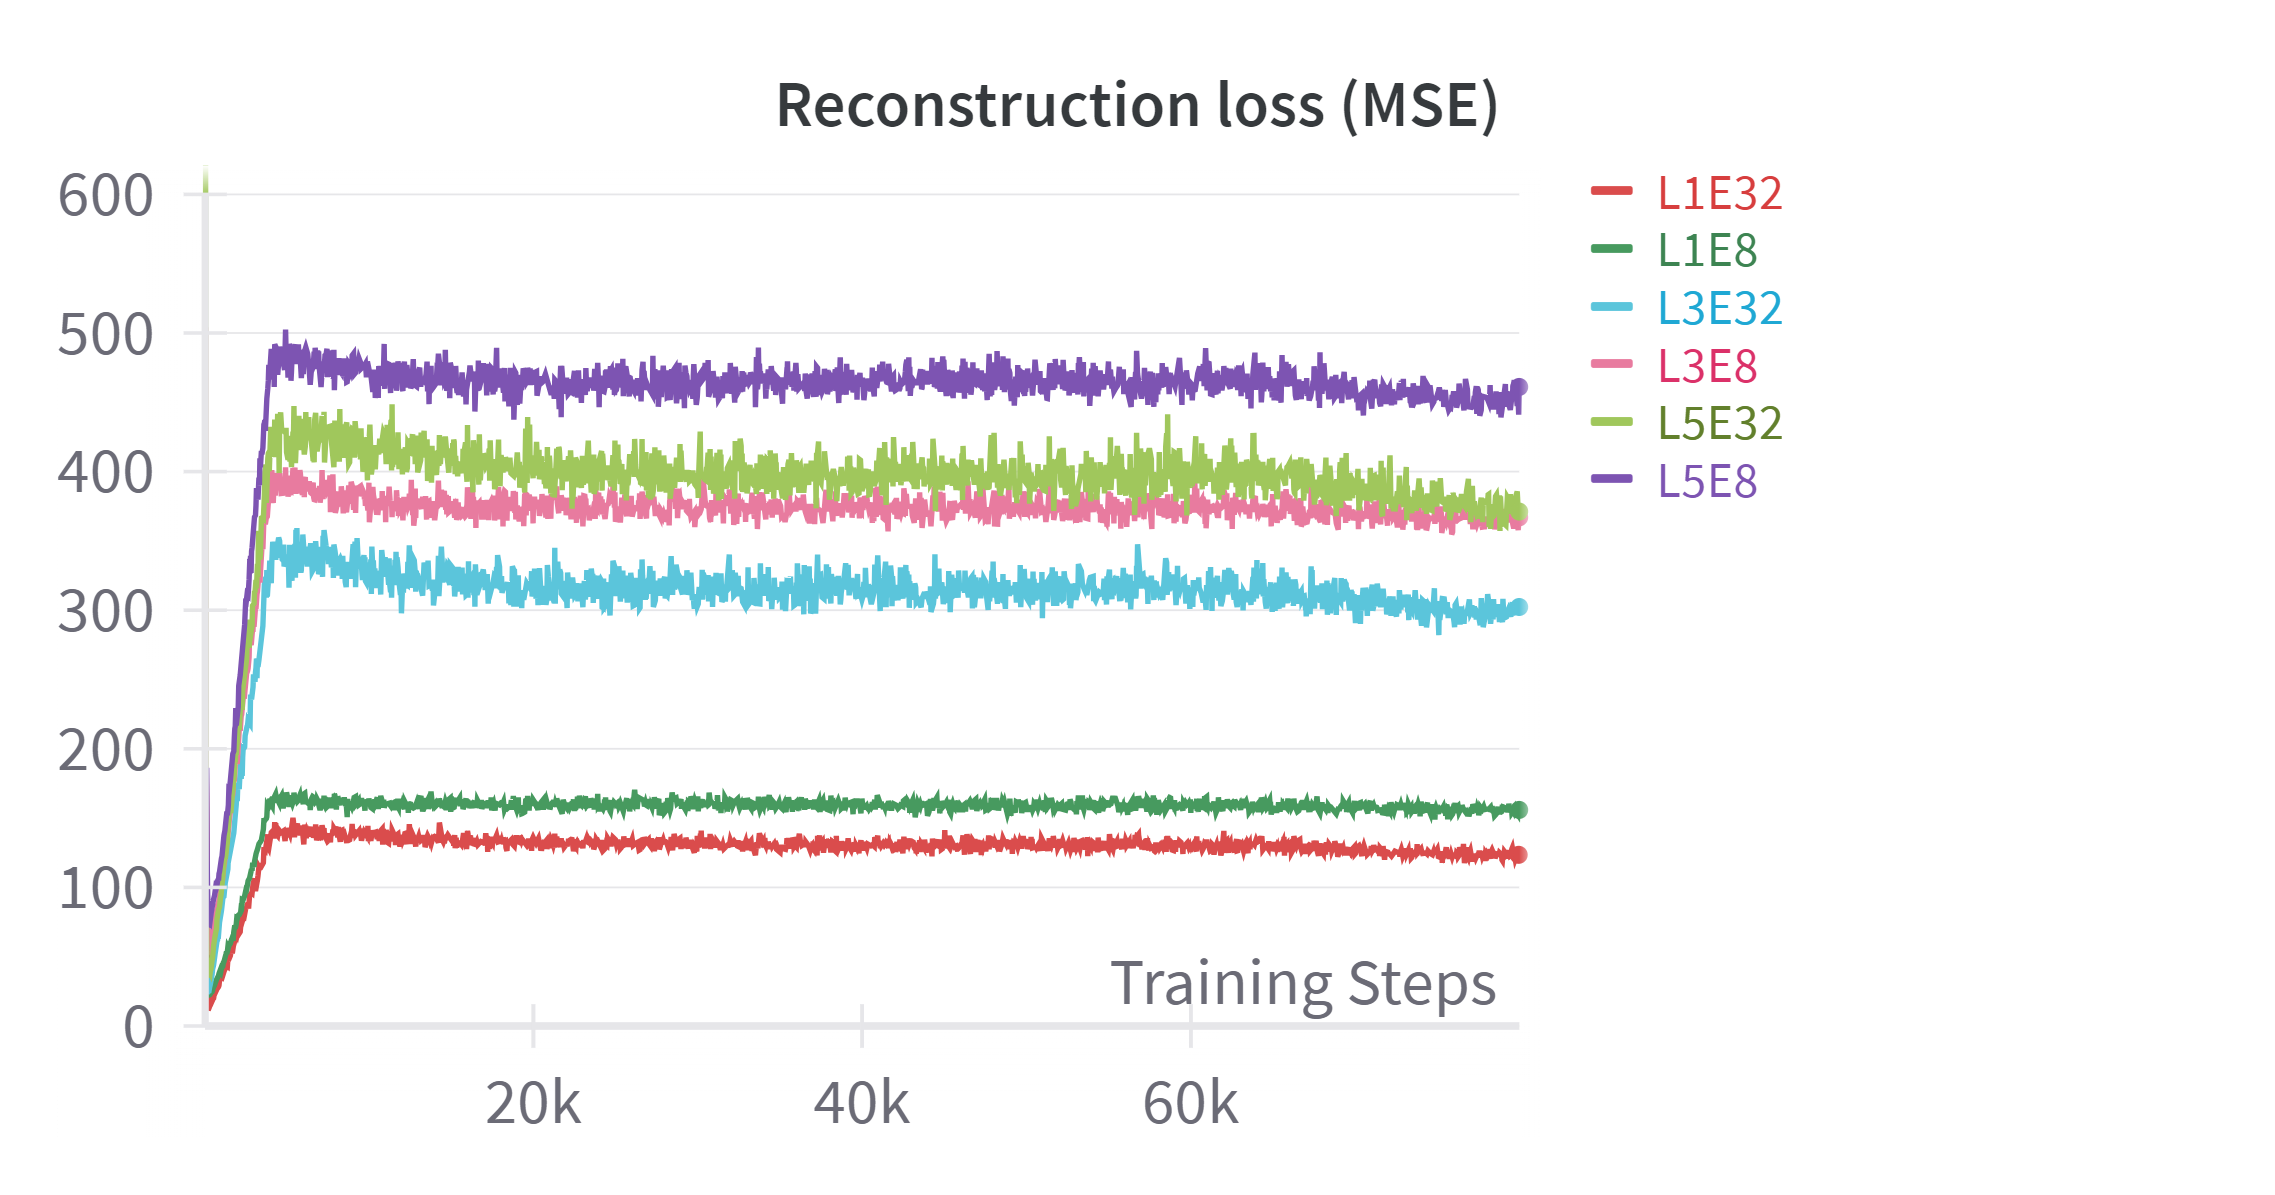 Reconstruction loss (MSE)
600
500
400
300
200
100
0
20k
40k
60k
Training Steps
L1E32
L1E8
L3E32
L3E8
L5E32
L5E8